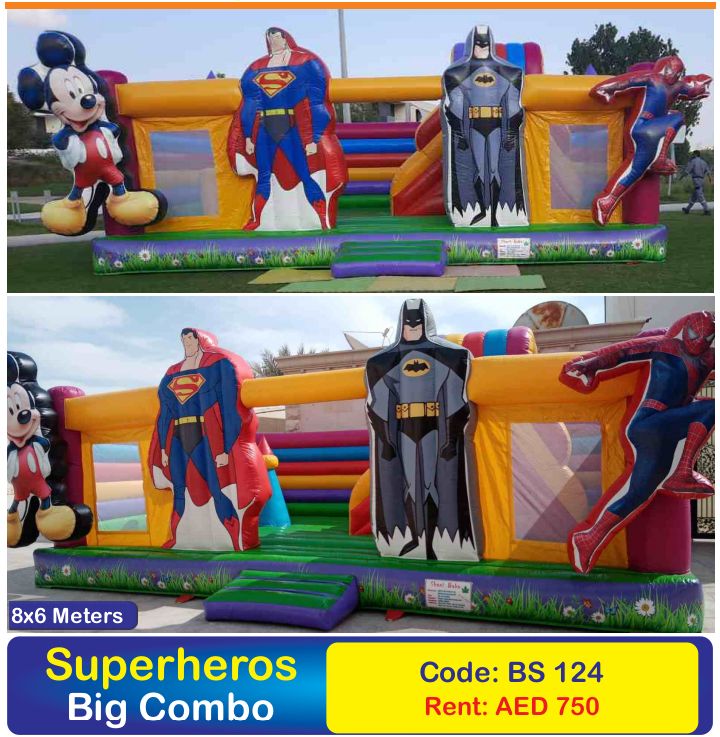 8x6 Meters
Superheros
Big Combo
Code: BS 124
Rent: AED 750